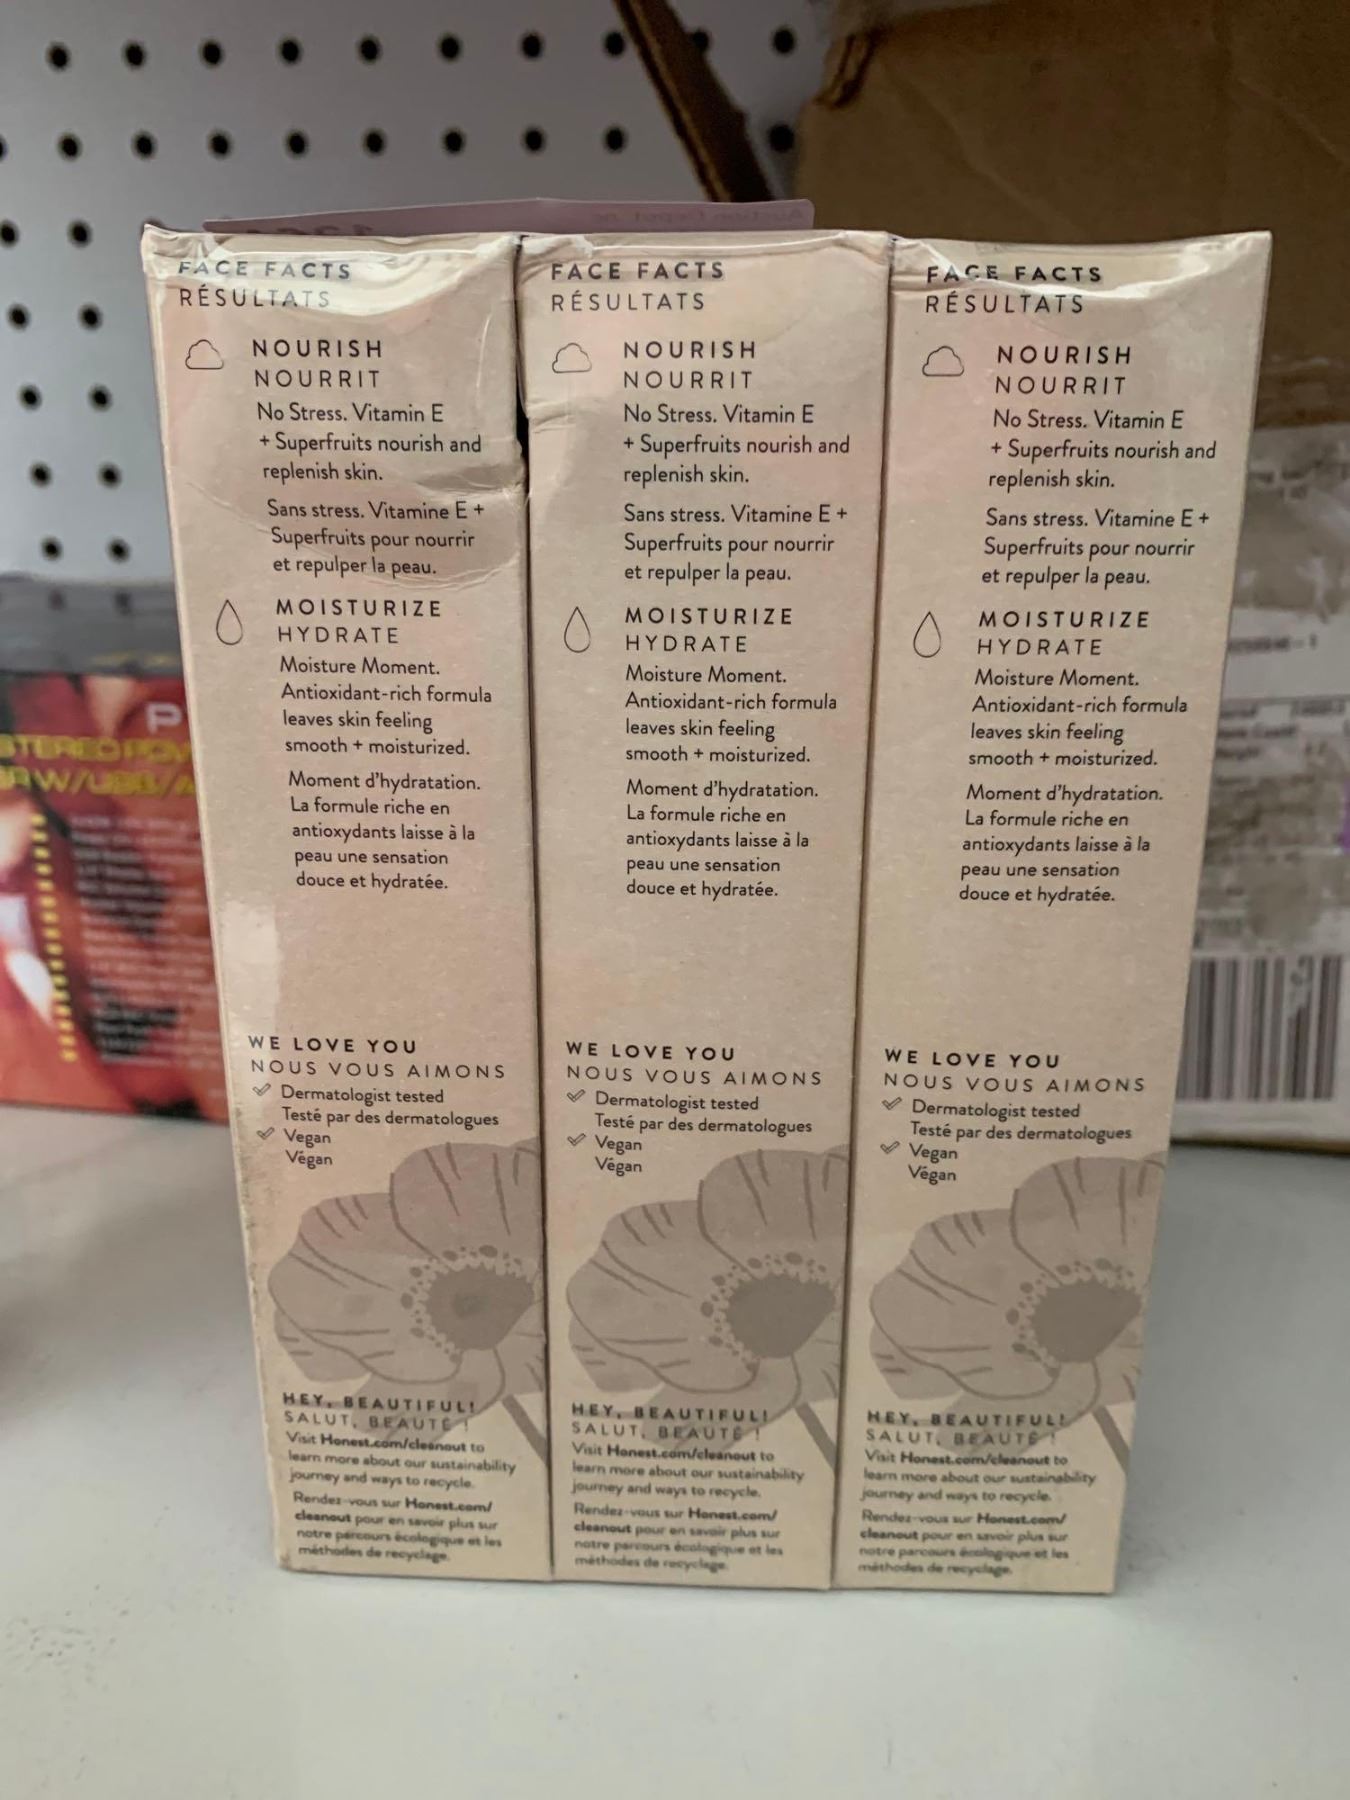 FACE FACTS
RÉSULTATS
NOURISH
NOURRIT
No Stress. Vitamin E
+ Superfruits nourish and
replenish skin.
Sans stress. Vitamine E +
Superfruits pour nourrir
et repulper la peau.
MOISTURIZE
HYDRATE
Moisture Moment.
Antioxidant-rich formula
leaves skin feeling
smooth + moisturized.
Moment d'hydratation.
La formule riche en
antioxydants laisse à la
peau une sensation
douce et hydratée.
WE LOVE YOU
NOUS VOUS AIMONS
Dermatologist tested
Testé par des dermatologues
Vegan
Végan
HEY, BEAUTIFUL!
SALUT, BEAUTÉ !
Visit Honest.com/cleanout to
learn more about our sustainability
journey and ways to recycle.
Rendez-vous sur Honest.com/
cleanout pour en savoir plus sur
notre parcours écologique et les
méthodes de recyclage.
FACE FACTS
RÉSULTATS
NOURISH
NOURRIT
No Stress. Vitamin E
+ Superfruits nourish and
replenish skin.
Sans stress. Vitamine E +
Superfruits pour nourrir
et repulper la peau.
MOISTURIZE
HYDRATE
Moisture Moment.
Antioxidant-rich formula
leaves skin feeling
smooth + moisturized.
Moment d'hydratation.
La formule riche en
antioxydants laisse à la
peau une sensation
douce et hydratée.
WE LOVE YOU
NOUS VOUS AIMONS
Dermatologist tested
Testé par des dermatologues
Vegan
Végan
HEY, BEAUTIFUL!
SALUT, BEAUTÉ !
Visit Honest.com/cleanout to
learn more about our sustainability
journey and ways to recycle.
Rendez-vous sur Honest.com/
cleanout pour en savoir plus sur
notre parcours écologique et les
méthodes de recyclage.
FACE FACTS
RÉSULTATS
NOURISH
NOURRIT
No Stress. Vitamin E
+ Superfruits nourish and
replenish skin.
Sans stress. Vitamine E +
Superfruits pour nourrir
et repulper la peau.
MOISTURIZE
HYDRATE
Moisture Moment.
Antioxidant-rich formula
leaves skin feeling
smooth + moisturized.
Moment d'hydratation.
La formule riche en
antioxydants laisse à la
peau une sensation
douce et hydratée.
WE LOVE YOU
NOUS VOUS AIMONS
Dermatologist tested
Testé par des dermatologues
Vegan
Végan
HEY, BEAUTIFUL!
SALUT, BEAUTÉ !
Visit Honest.com/cleanout to
learn more about our sustainability
journey and ways to recycle.
Rendez-vous sur Honest.com/
cleanout pour en savoir plus sur
notre parcours écologique et les
méthodes de recyclage.